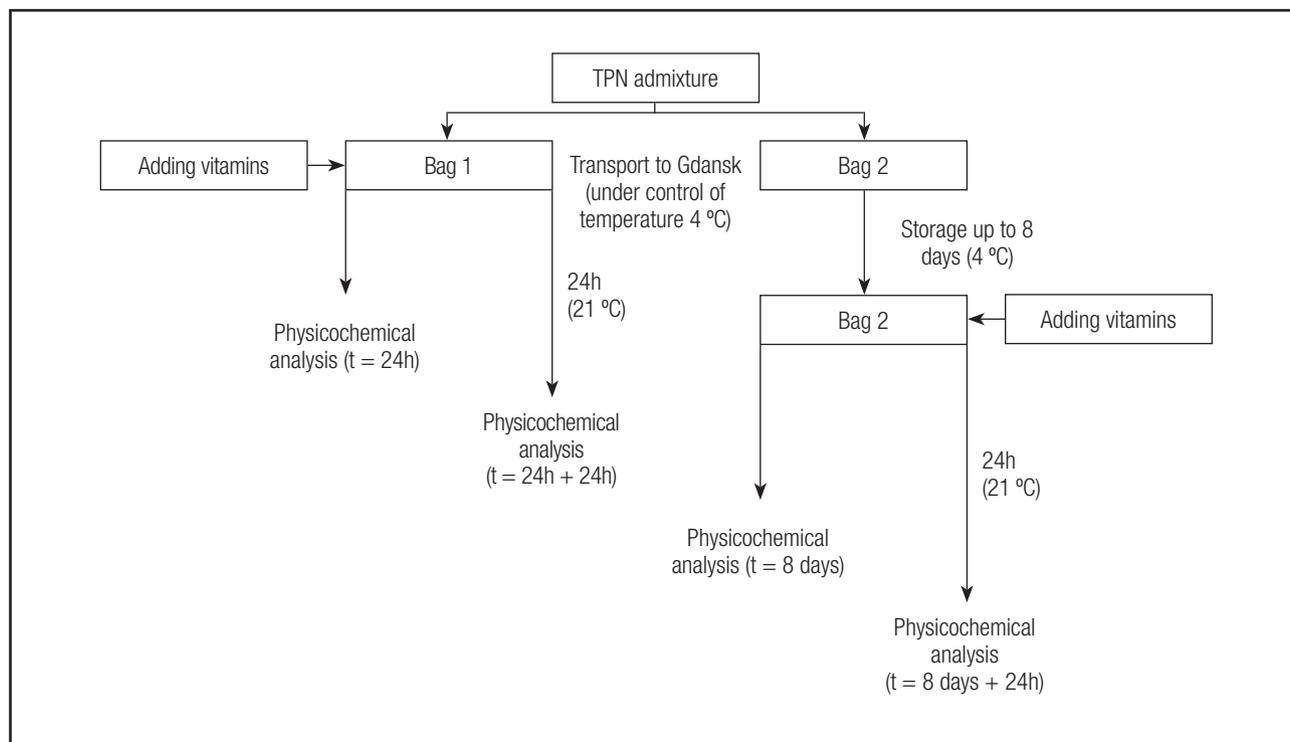 TPN admixture
Adding vitamins
Bag 1
Transport to Gdansk
(under control of
temperature 4 ºC)
Bag 2
Storage up to 8
days (4 ºC)
24h
(21 ºC)
Physicochemical
analysis (t = 24h)
Bag 2
Adding vitamins
Physicochemical
analysis
(t = 24h + 24h)
24h
(21 ºC)
Physicochemical
analysis (t = 8 days)
Physicochemical
analysis
(t = 8 days + 24h)